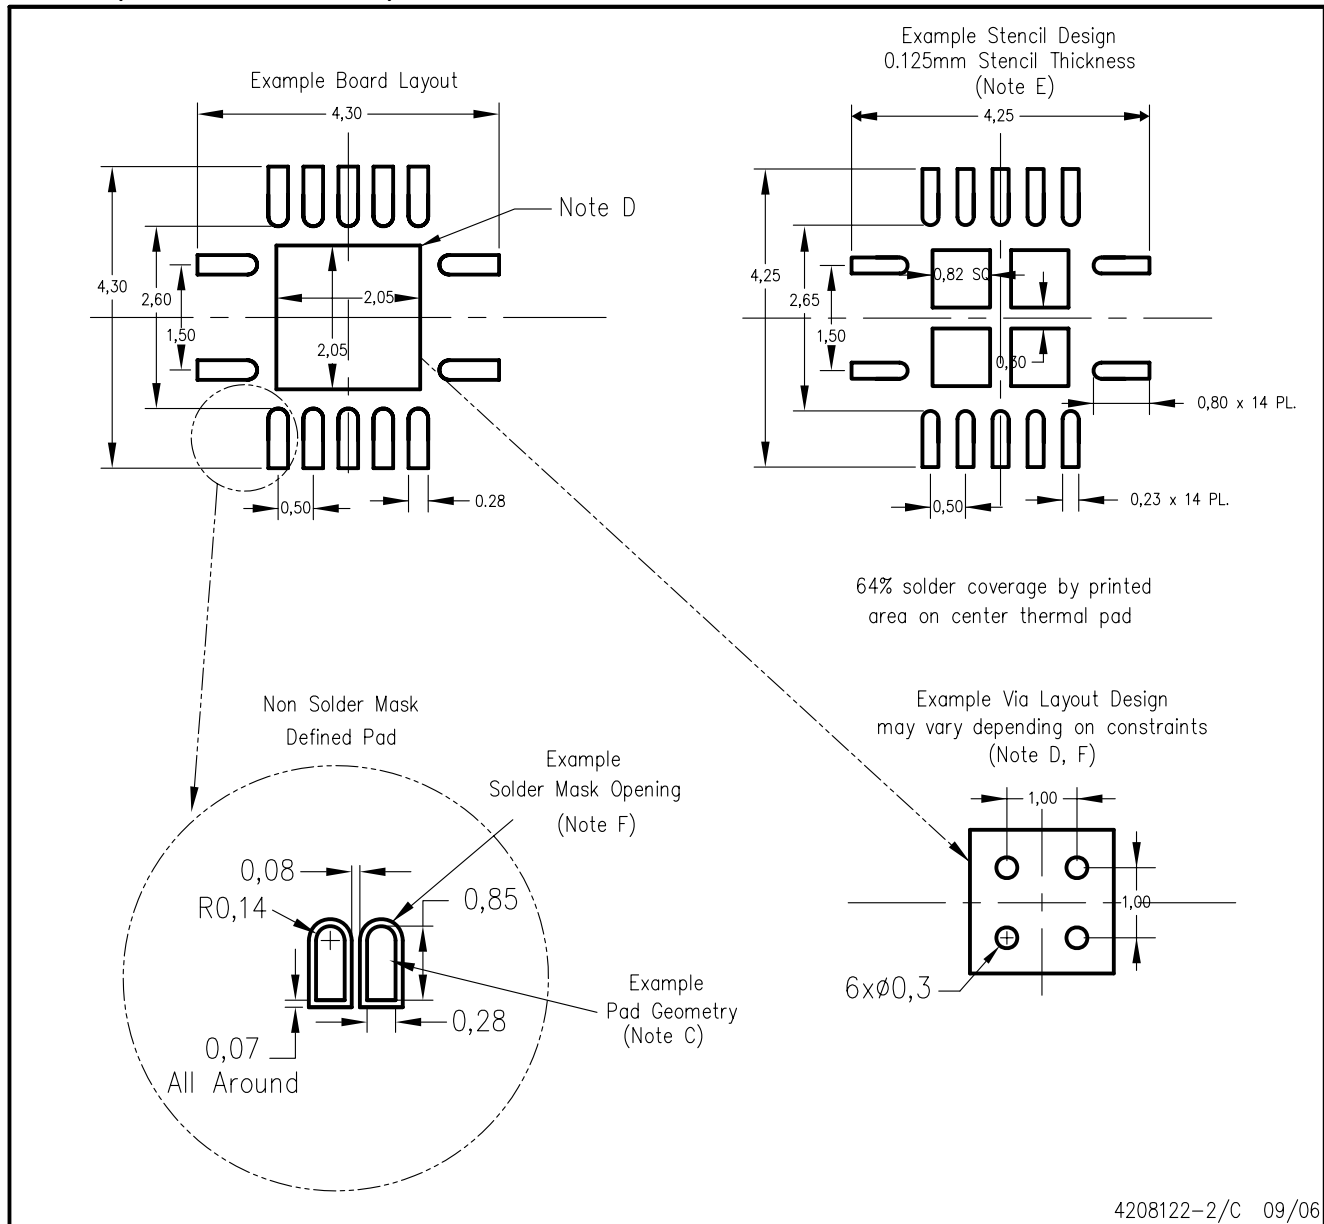 Example Board Layout
4,30
4,30
2,60
1,50
2,05
2,05
Note D
0,50
0.28
Example Stencil Design
0.125mm Stencil Thickness
(Note E)
4,25
4,25
2,65
1,50
0,82 SQ
0,30
0,80 x 14 PL.
0,50
0,23 x 14 PL.
64% solder coverage by printed
area on center thermal pad
Non Solder Mask
Defined Pad
Example
Solder Mask Opening
(Note F)
0,08
R0,14
0,85
0,28
0,07
All Around
Example
Pad Geometry
(Note C)
Example Via Layout Design
may vary depending on constraints
(Note D, F)
1,00
1,00
6xø0,3
4208122-2/C 09/06